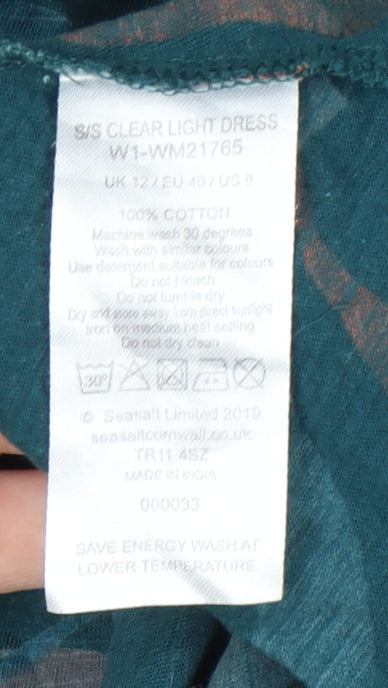 S/S CLEAR LIGHT DRESS
W1-WM21765
UK 12 / EU 40 / US 8
100% COTTON
Machine wash 30 degrees
Wash with similar colours
Use detergent suitable for colours
Do not bleach
Do not tumble dry
Dry and store away from direct sunlight
Iron on medium heat setting
Do not dry clean
30°
© Seasalt Limited 2019
seasaltcornwall.co.uk
TR11 4SZ
MADE IN INDIA
000033
SAVE ENERGY WASH AT
LOWER TEMPERATURE